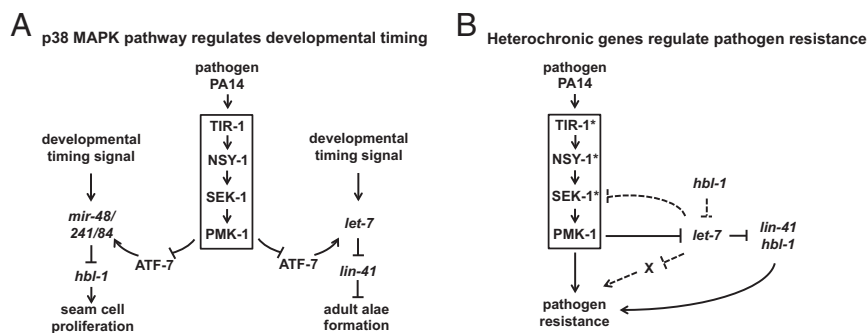 A p38 MAPK pathway regulates developmental timing
pathogen
PA14
TIR-1
NSY-1
SEK-1
PMK-1
developmental
timing signal
mir-48/
241/84
hbl-1
seam cell
proliferation
ATF-7
ATF-7
developmental
timing signal
let-7
lin-41
adult alae
formation
B Heterochronic genes regulate pathogen resistance
pathogen
PA14
TIR-1*
NSY-1*
SEK-1*
PMK-1
hbl-1
let-7
lin-41
hbl-1
X
pathogen
resistance